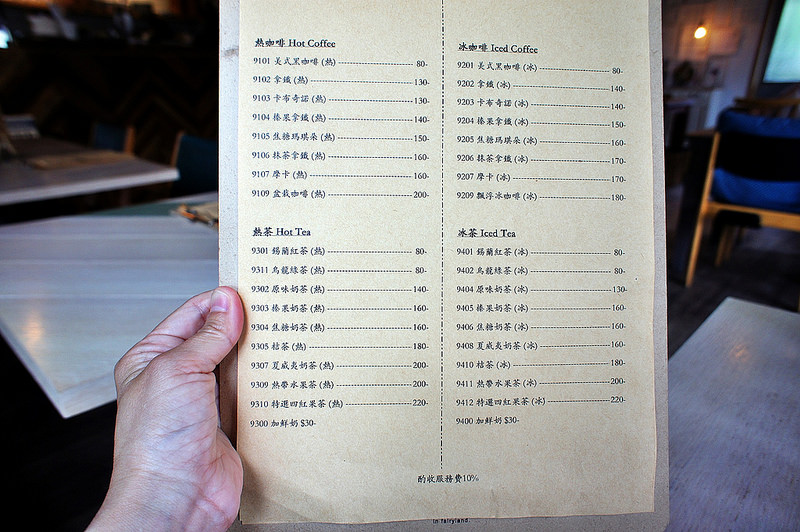 熱咖啡 Hot Coffee
9101 美式黑咖啡 (熱) 80-
9102 拿鐵 (熱) 130-
9103 卡布奇諾 (熱) 130-
9104 榛果拿鐵 (熱) 140-
9105 焦糖瑪琪朵 (熱) 150-
9106 抹茶拿鐵 (熱) 160-
9107 摩卡 (熱) 160-
9109 盆栽咖啡 (熱) 200-
熱茶 Hot Tea
9301 錫蘭紅茶 (熱) 80-
9311 烏龍綠茶 (熱) 80-
9302 原味奶茶 (熱) 140-
9303 榛果奶茶 (熱) 160-
9304 焦糖奶茶 (熱) 160-
9305 桔茶 (熱) 180-
9307 夏威夷奶茶 (熱) 200-
9309 熱帶水果茶 (熱) 200-
9310 特選四紅果茶 (熱) 220-
9300 加鮮奶 $30-
冰咖啡 Iced Coffee
9201 美式黑咖啡 (冰) 80-
9202 拿鐵 (冰) 140-
9203 卡布奇諾 (冰) 140-
9204 榛果拿鐵 (冰) 150-
9205 焦糖瑪琪朵 (冰) 160-
9206 抹茶拿鐵 (冰) 170-
9207 摩卡 (冰) 170-
9209 飄浮冰咖啡 (冰) 180-
冰茶 Iced Tea
9401 錫蘭紅茶 (冰) 80-
9402 烏龍綠茶 (冰) 80-
9404 原味奶茶 (冰) 130-
9405 榛果奶茶 (冰) 160-
9406 焦糖奶茶 (冰) 160-
9408 夏威夷奶茶 (冰) 160-
9410 桔茶 (冰) 180-
9411 熱帶水果茶 (冰) 200-
9412 特選四紅果茶 (冰) 220-
9400 加鮮奶 $30-
酌收服務費10%
in fairyland.